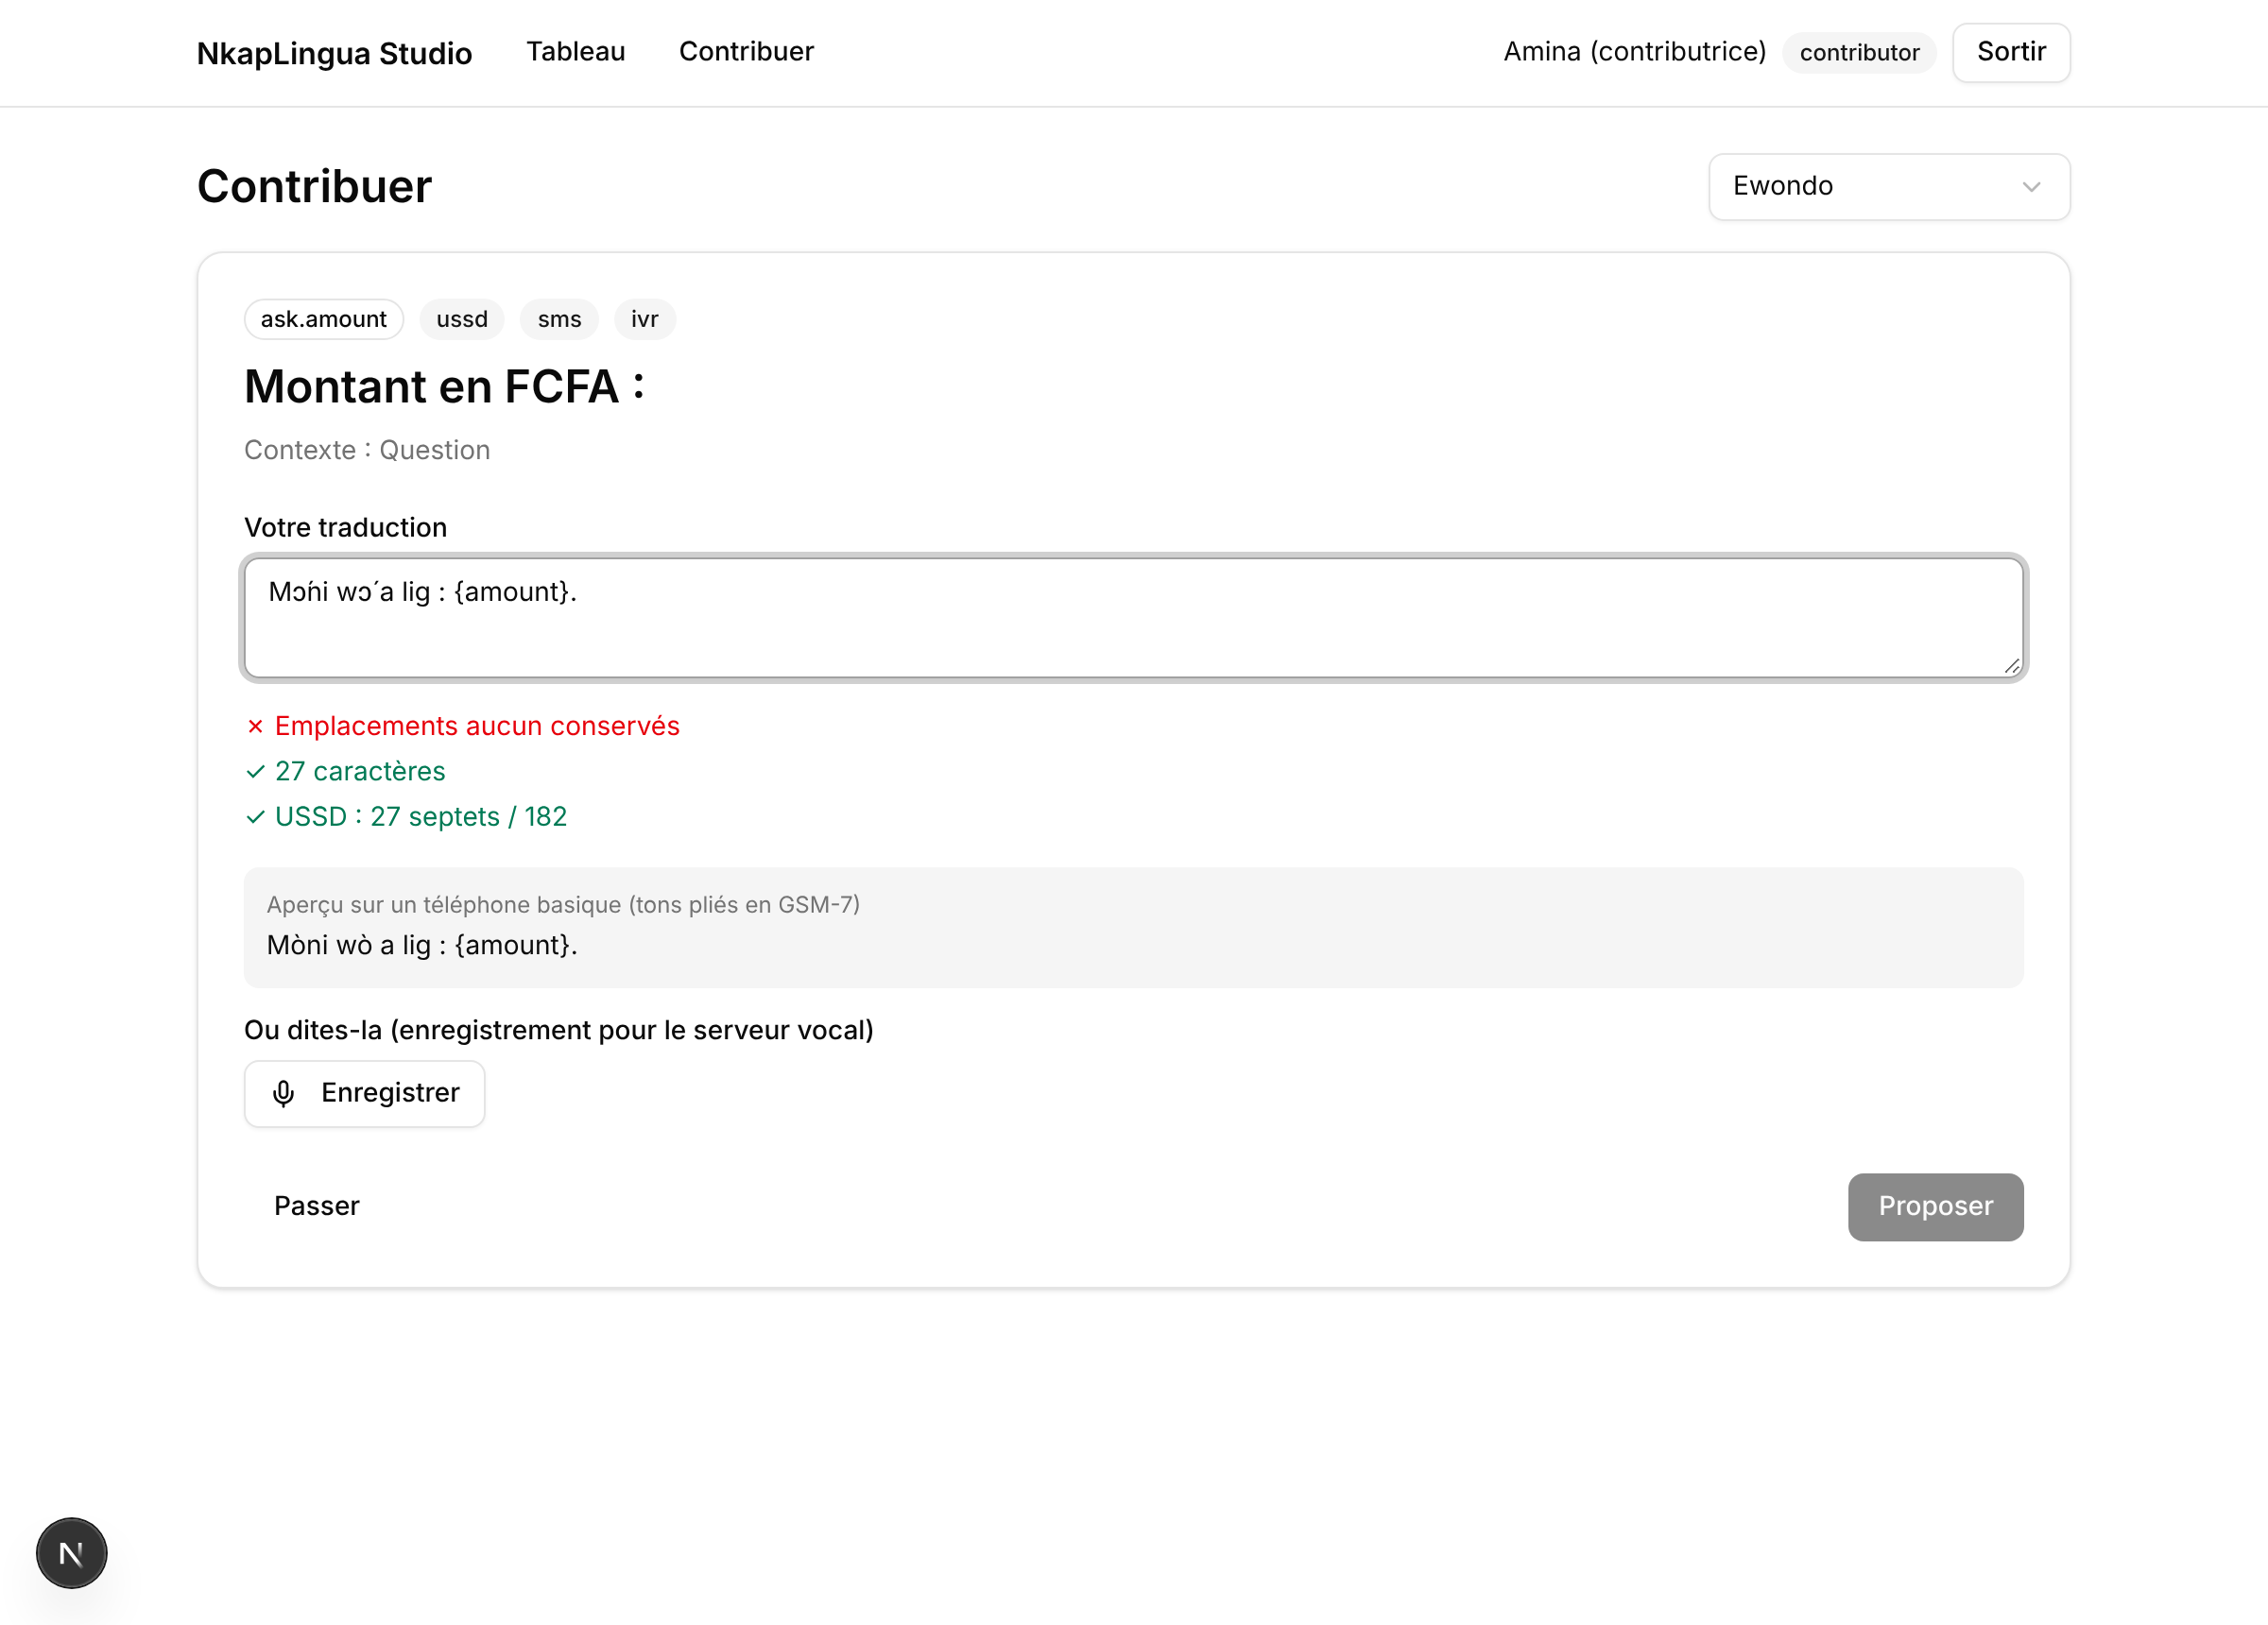 NkapLingua Studio
Tableau
Contribuer
Amina (contributrice)
contributor
Sortir
Contribuer
Ewondo
ask.amount
ussd
sms
ivr
Montant en FCFA :
Contexte : Question
Votre traduction
Mɔ́ni wɔ́ a lig : {amount}.
× Emplacements aucun conservés
✓ 27 caractères
✓ USSD : 27 septets / 182
Aperçu sur un téléphone basique (tons pliés en GSM-7)
Mòni wò a lig : {amount}.
Ou dites-la (enregistrement pour le serveur vocal)
Enregistrer
Passer
Proposer
N